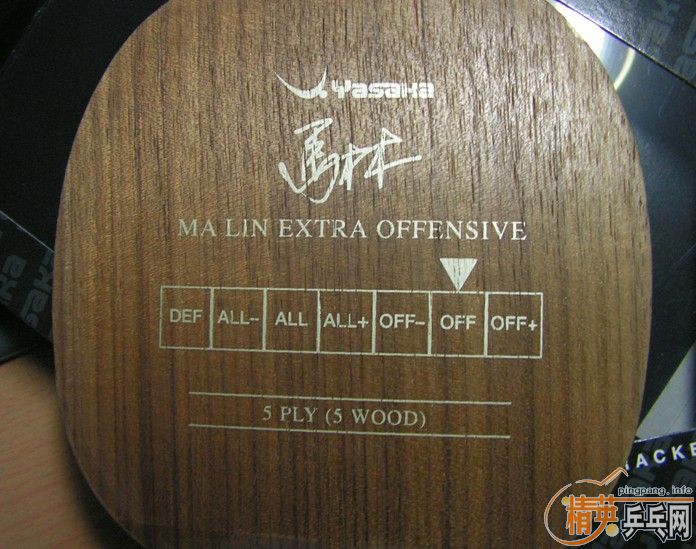 Yasaka
馬林
MA LIN EXTRA OFFENSIVE
DEF ALL-- ALL ALL+ OFF- OFF OFF+
5 PLY (5 WOOD)
ACKE
pingpang.info
精英乒乓网